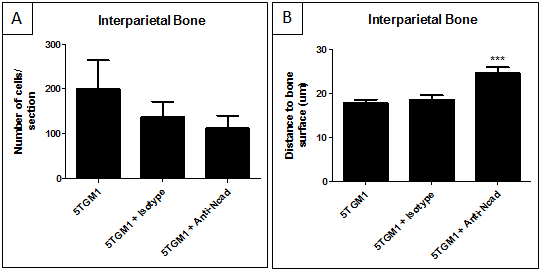 A
Interparietal Bone
Number of cells/
section
300
200
100
0
5TGM1
5TGM1 + Isotype
5TGM1 + Anti-Ncad
B
Interparietal Bone
Distance to bone
surface (um)
30
20
10
0
***
5TGM1
5TGM1 + Isotype
5TGM1 + Anti-Ncad